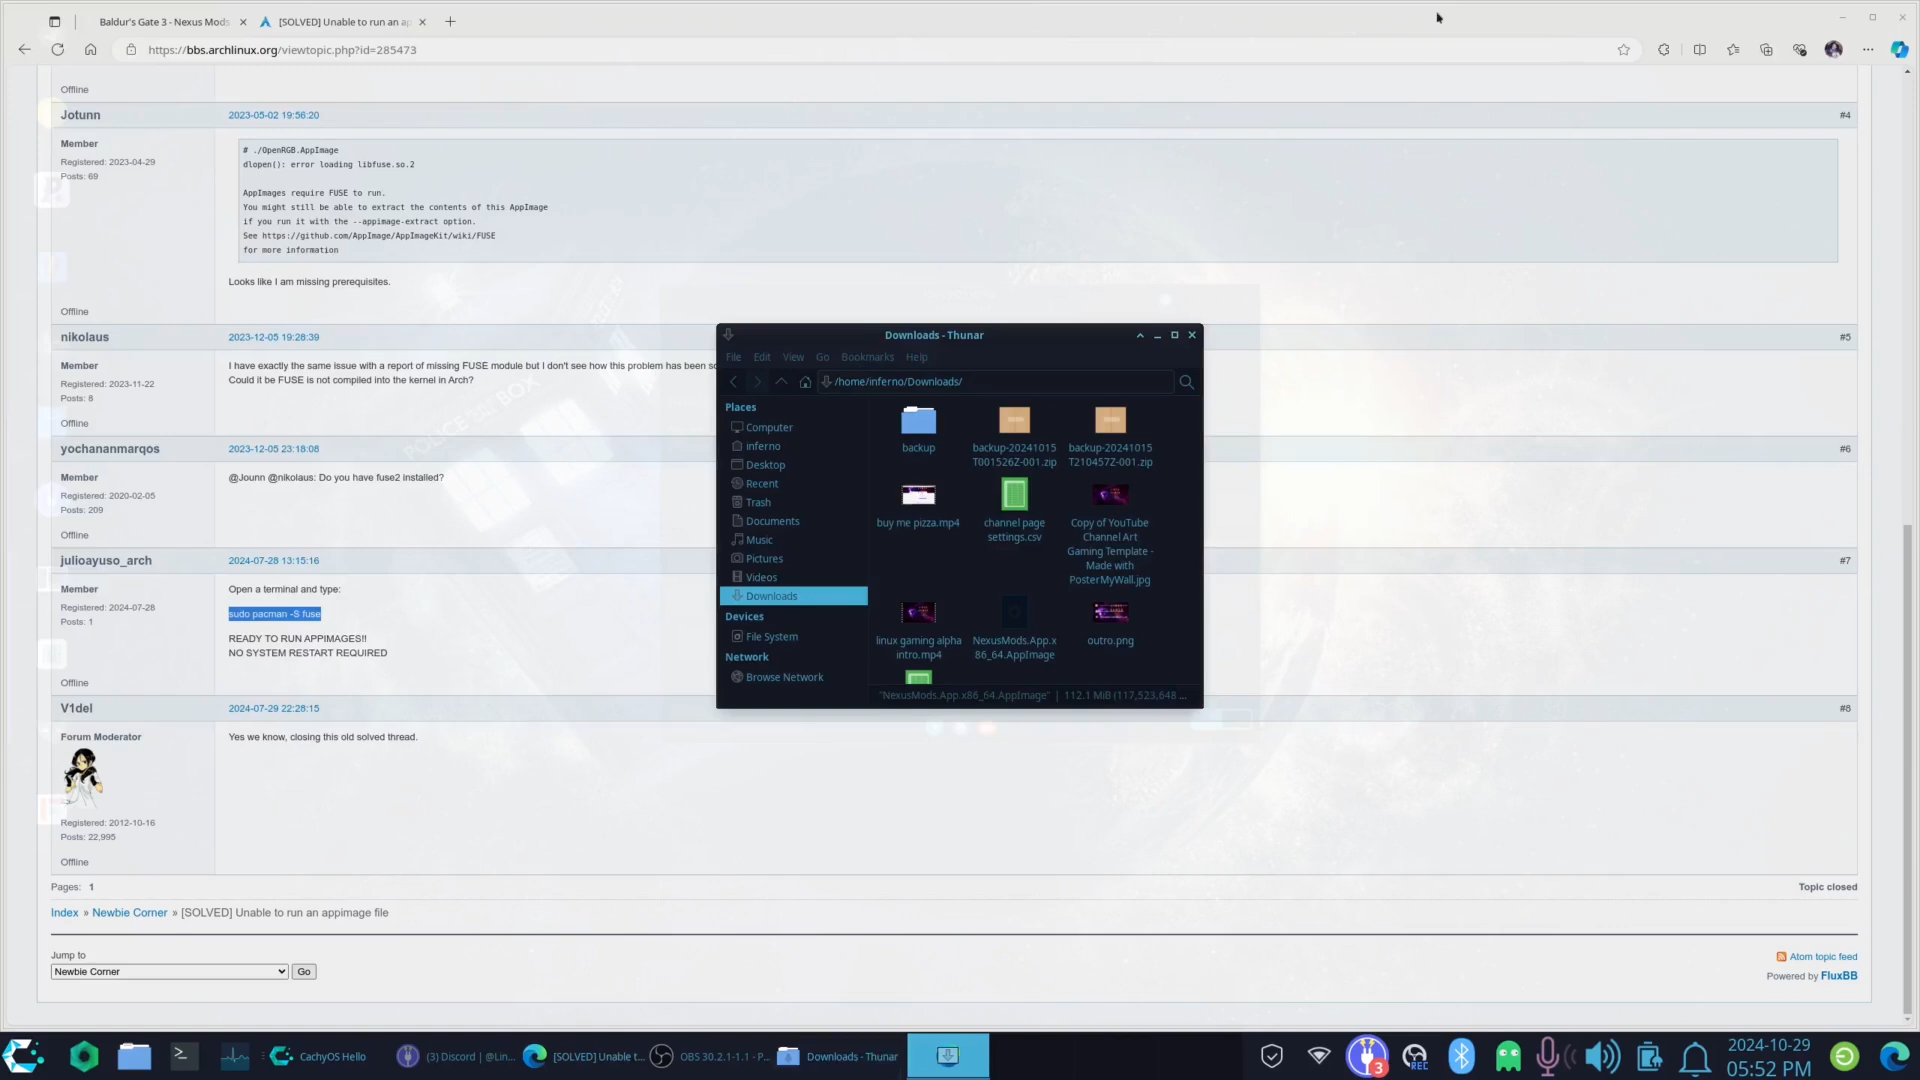 Baldur's Gate 3 - Nexus Mods
[SOLVED] Unable to run an ap
https://bbs.archlinux.org/viewtopic.php?id=285473
Offline
Jotunn
2023-05-02 19:56:20
#4
Member
Registered: 2023-04-29
Posts: 69
# ./OpenRGB.AppImage
dlopen(): error loading libfuse.so.2
AppImages require FUSE to run.
You might still be able to extract the contents of this AppImage
if you run it with the --appimage-extract option.
See https://github.com/AppImage/AppImageKit/wiki/FUSE
for more information
Looks like I am missing prerequisites.
Offline
nikolaus
2023-12-05 19:28:39
#5
Member
Registered: 2023-11-22
Posts: 8
I have exactly the same issue with a report of missing FUSE module but I don't see how this problem has been so
Could it be FUSE is not compiled into the kernel in Arch?
Offline
yochananmarqos
2023-12-05 23:18:08
#6
Member
Registered: 2020-02-05
Posts: 209
@Jounn @nikolaus: Do you have fuse2 installed?
Offline
julioayuso_arch
2024-07-28 13:15:16
#7
Member
Registered: 2024-07-28
Posts: 1
Open a terminal and type:
sudo pacman -S fuse
READY TO RUN APPIMAGES!!
NO SYSTEM RESTART REQUIRED
Offline
V1del
2024-07-29 22:28:15
#8
Forum Moderator
Registered: 2012-10-16
Posts: 22,995
Yes we know, closing this old solved thread.
Offline
Pages: 1
Topic closed
Index » Newbie Corner » [SOLVED] Unable to run an appimage file
Jump to
Newbie Corner
Go
Atom topic feed
Powered by FluxBB
POLICE BOX
Downloads - Thunar
File Edit View Go Bookmarks Help
/home/inferno/Downloads/
Places
Computer
inferno
Desktop
Recent
Trash
Documents
Music
Pictures
Videos
Downloads
Devices
File System
Network
Browse Network
backup
backup-20241015
T001526Z-001.zip
backup-20241015
T210457Z-001.zip
buy me pizza.mp4
channel page
settings.csv
Copy of YouTube
Channel Art
Gaming Template -
Made with
PosterMyWall.jpg
linux gaming alpha
intro.mp4
NexusMods.App.x
86_64.AppImage
outro.png
"NexusMods.App.x86_64.AppImage" | 112.1 MiB (117,523,648 ...
CachyOS Hello
(3) Discord | @Lin...
[SOLVED] Unable t...
OBS 30.2.1-1.1 - P...
Downloads - Thunar
3
REC
2024-10-29
05:52 PM